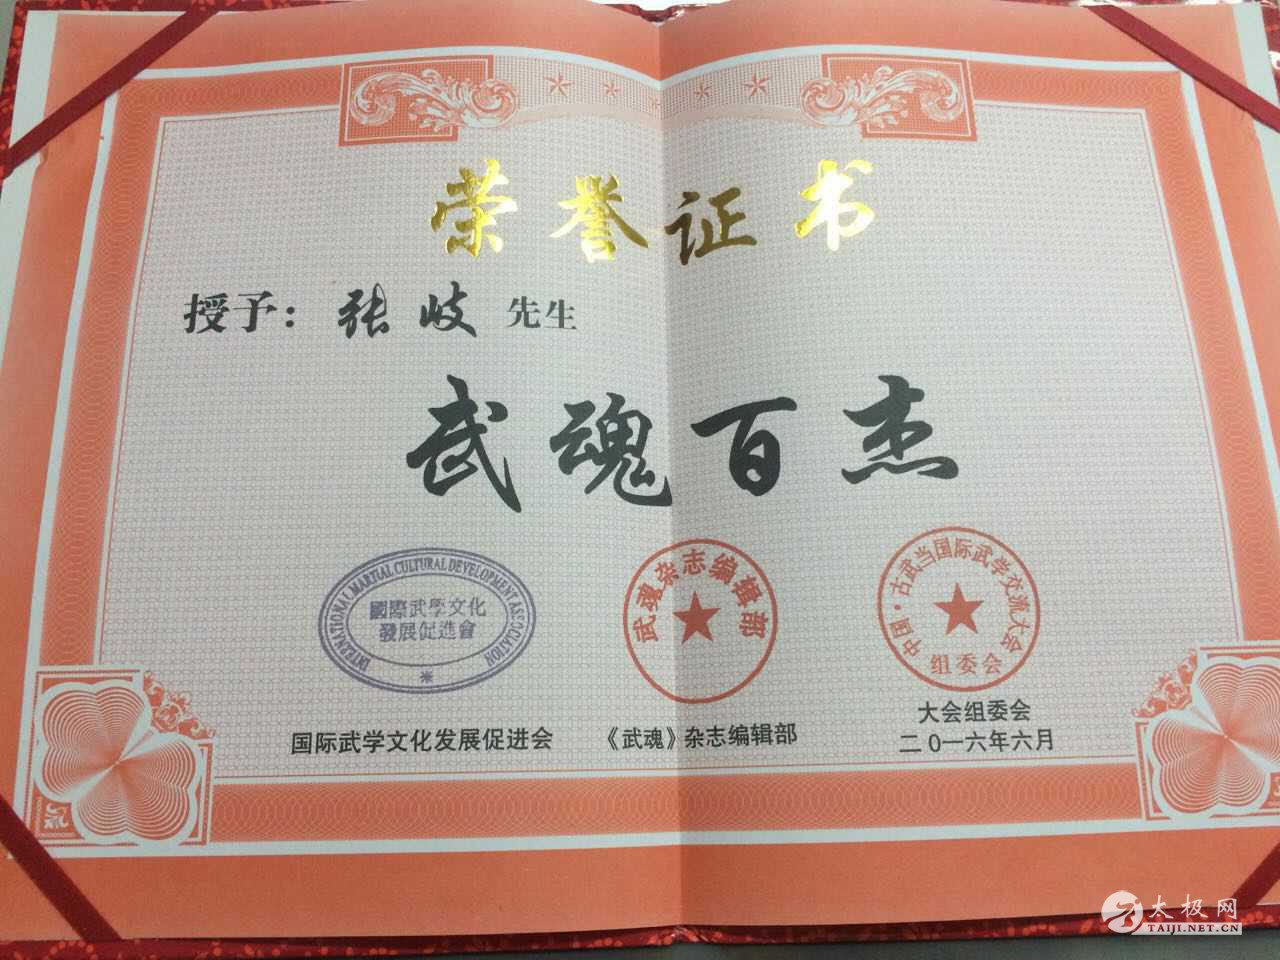 荣誉证书
授予：张岐 先生
武魂百杰
INTERNATIONAL MARTIAL CULTURAL DEVELOPMENT ASSOCIATION
國際武學文化
發展促進會
武魂杂志编辑部
中国·古武当国际武学交流大会
组委会
国际武学文化发展促进会
《武魂》杂志编辑部
大会组委会
二0一六年六月
太极网
TAIJI.NET.CN